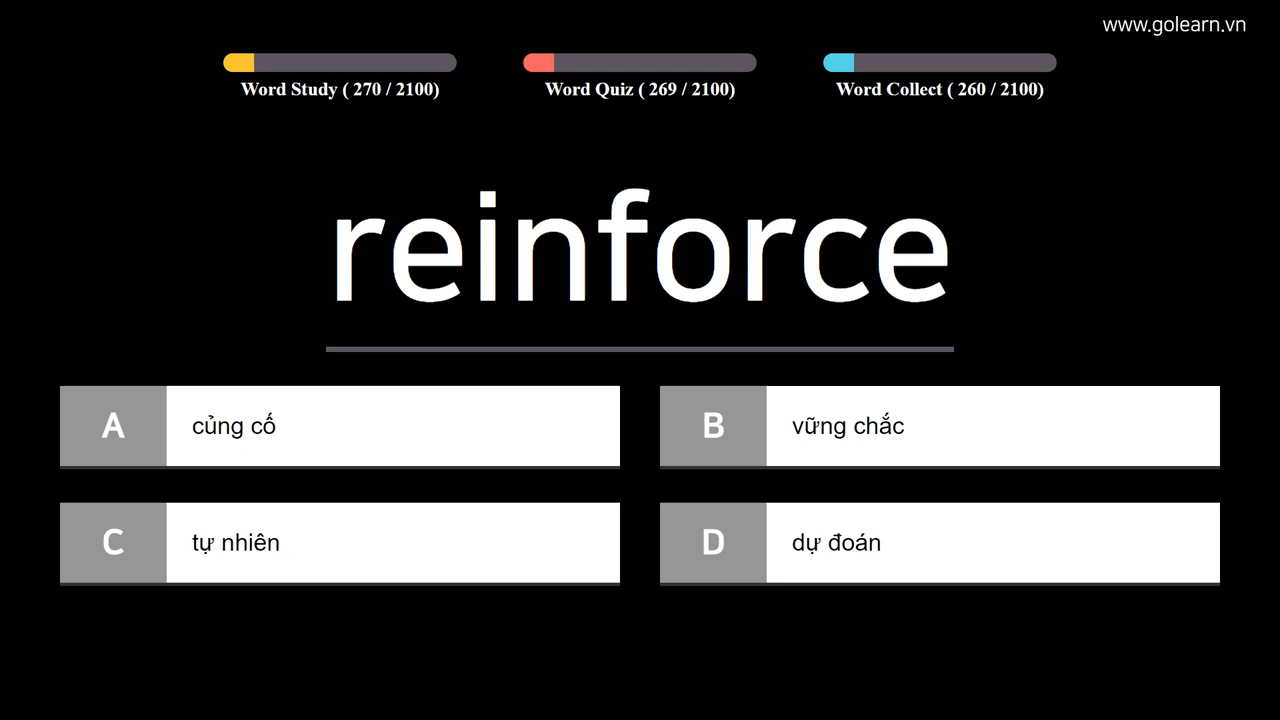 www.golearn.vn
Word Study ( 270 / 2100)
Word Quiz ( 269 / 2100)
Word Collect ( 260 / 2100)
reinforce
A củng cố
B vững chắc
C tự nhiên
D dự đoán